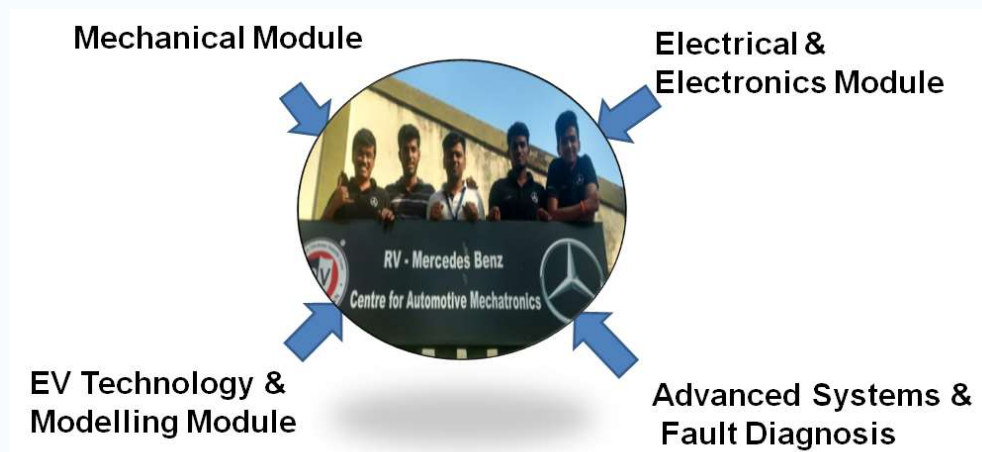 Mechanical Module
Electrical &
Electronics Module
RV - Mercedes Benz
Centre for Automotive Mechatronics
EV Technology &
Modelling Module
Advanced Systems &
Fault Diagnosis